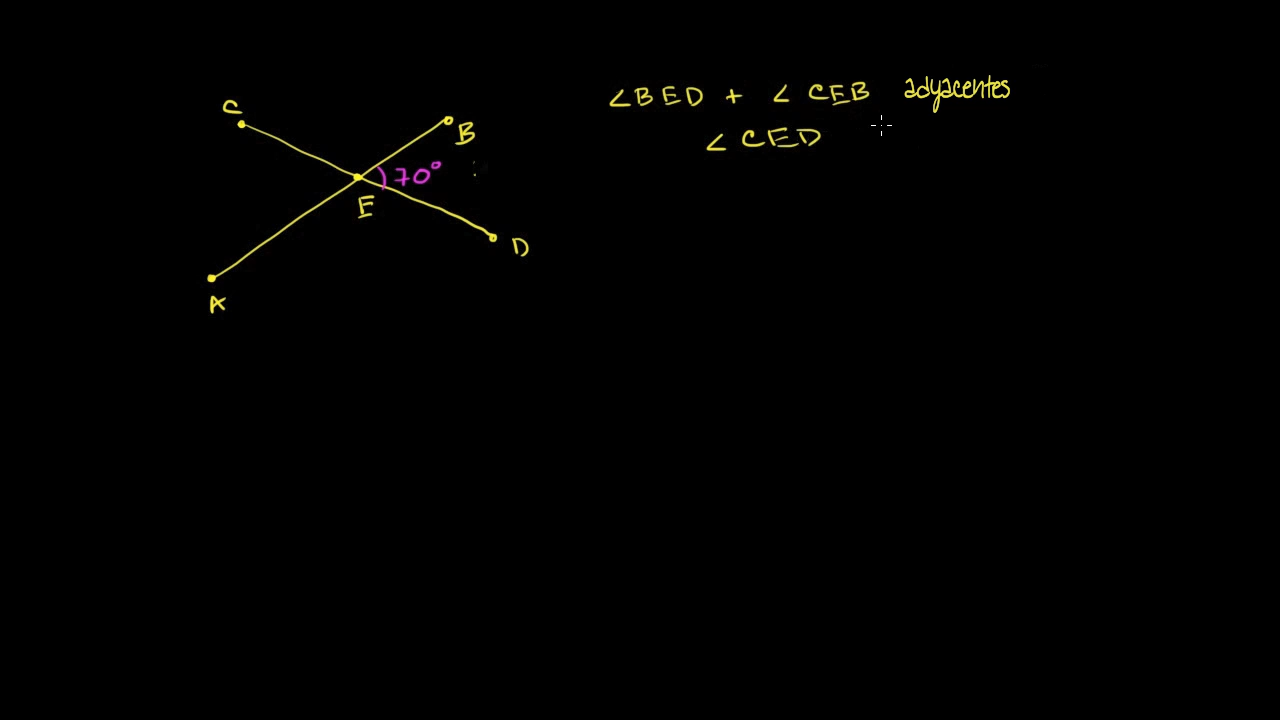 ∠BED + ∠CEB adyacentes
∠CED
C
B
70°
E
D
A